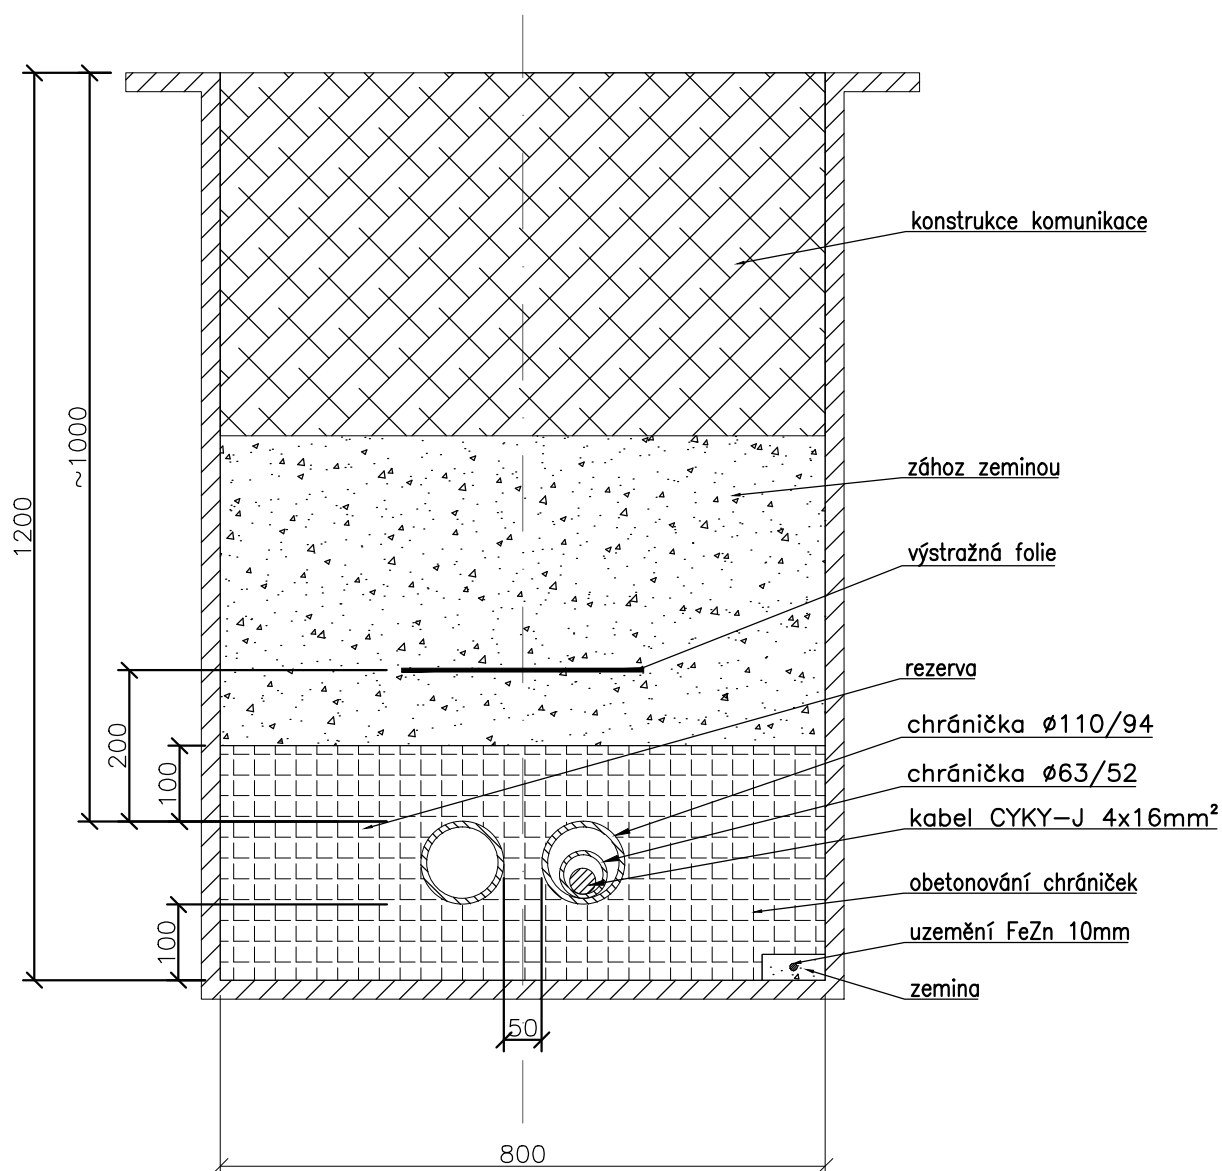 konstrukce komunikace
~1000
zához zeminou
1200
výstražná folie
rezerva
200
chránička Ø110/94
100
chránička Ø63/52
kabel CYKY-J 4x16mm²
obetonování chrániček
100
uzemění FeZn 10mm
zemina
50
800